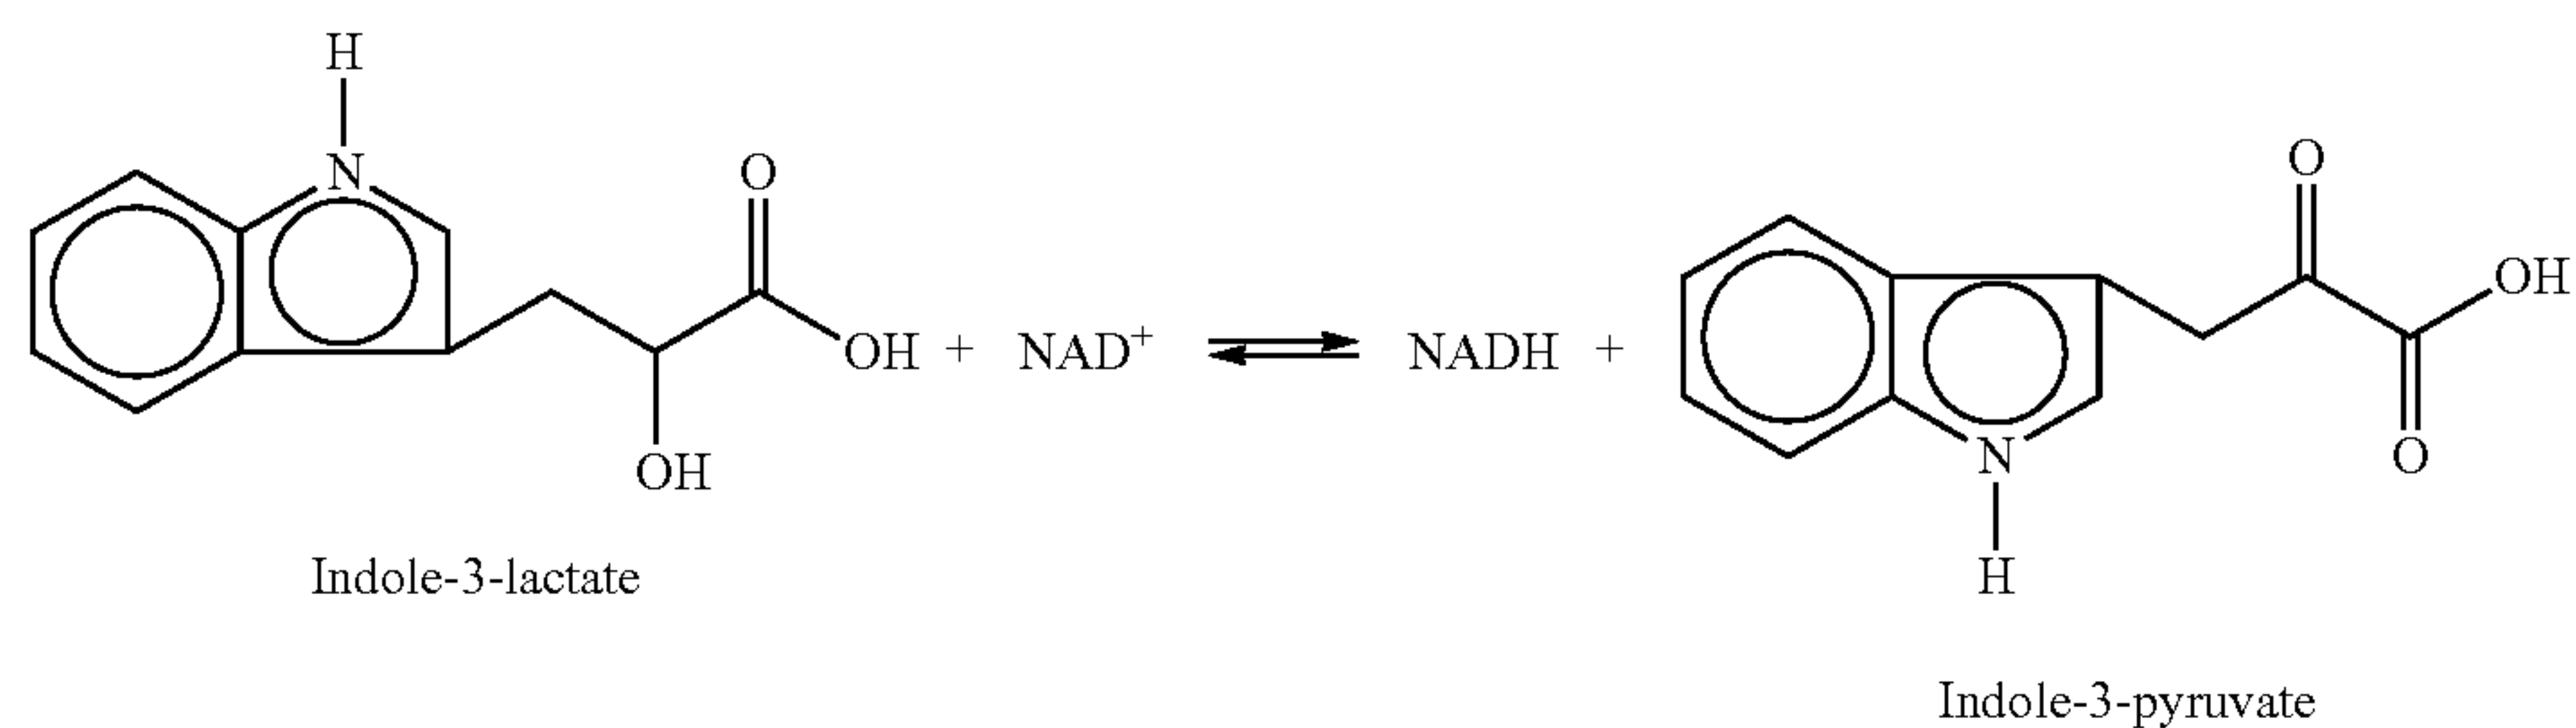 H
N
O
OH + NAD⁺ ⇌ NADH +
OH
Indole-3-lactate
O
OH
O
N
H
Indole-3-pyruvate